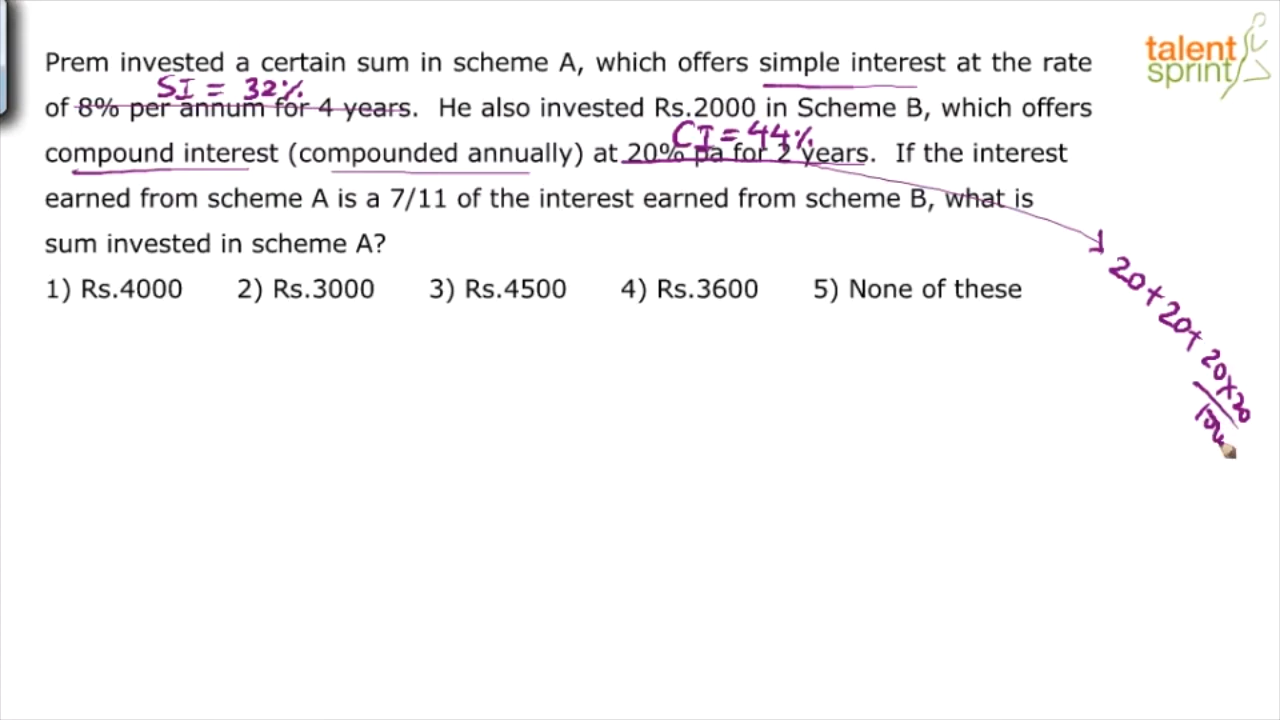 talent
sprint
Prem invested a certain sum in scheme A, which offers simple interest at the rate
SI = 32%
of 8% per annum for 4 years. He also invested Rs.2000 in Scheme B, which offers
CI = 44%
compound interest (compounded annually) at 20% pa for 2 years. If the interest
earned from scheme A is a 7/11 of the interest earned from scheme B, what is
sum invested in scheme A?
20 + 20 + 20×20
1) Rs.4000 2) Rs.3000 3) Rs.4500 4) Rs.3600 5) None of these